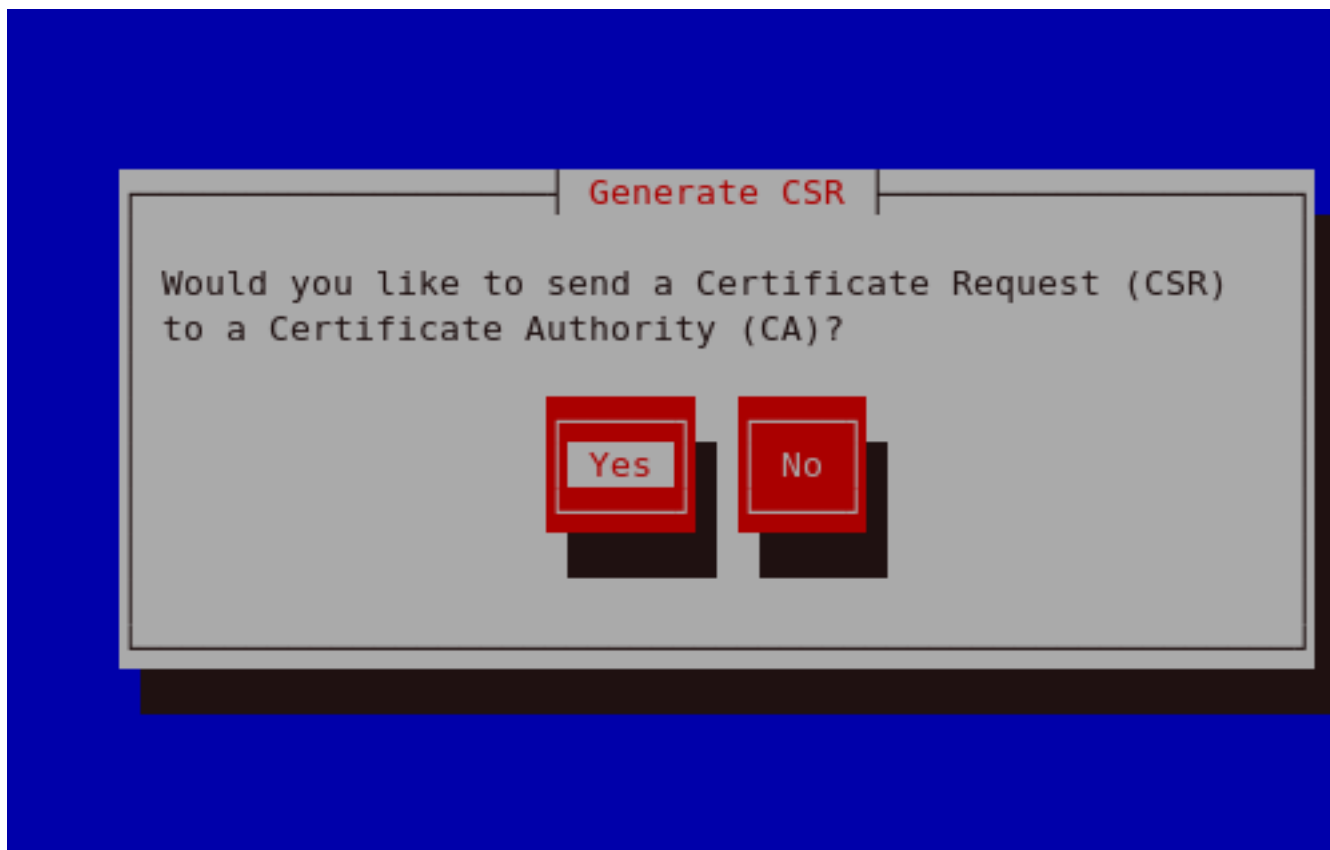 Generate CSR
Would you like to send a Certificate Request (CSR)
to a Certificate Authority (CA)?
Yes No